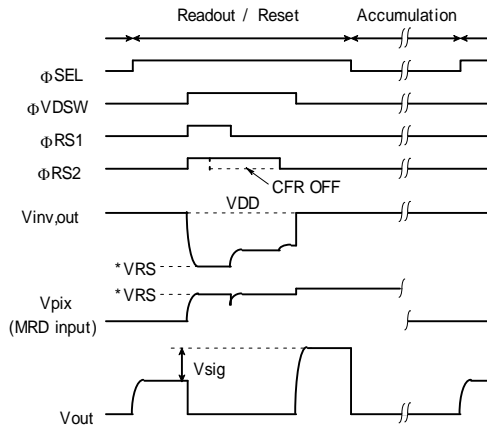 Readout / Reset
Accumulation
ΦSEL
ΦVDSW
ΦRS1
ΦRS2
CFR OFF
VDD
Vinv,out
*VRS
*VRS
Vpix
(MRD input)
Vsig
Vout